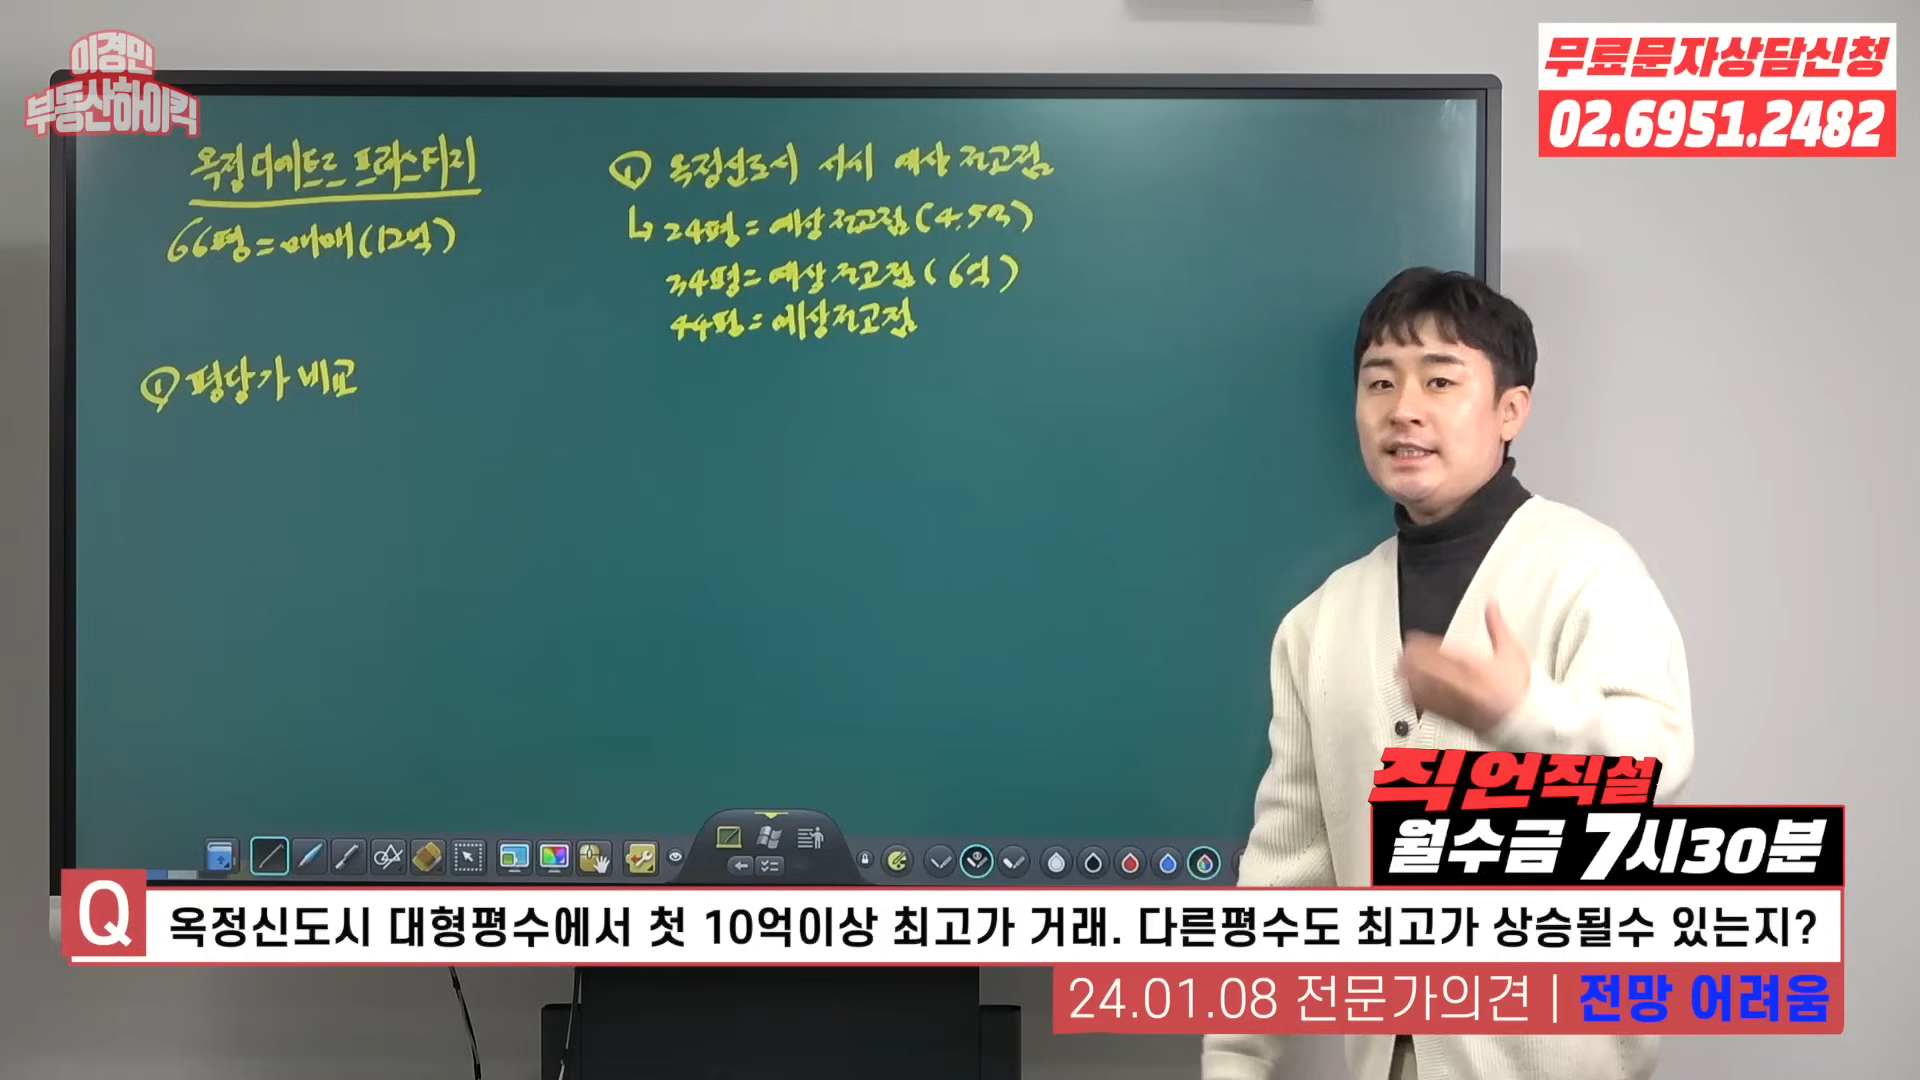 이경민
부동산하이킥
무료문자상담신청
02.6951.2482
옥정 디에트르 프레스티지
66평=매매(12억)
① 평당가 비교
① 옥정신도시 시세 예상 전고점
↳ 24평=예상전고점(4.5억)
34평=예상전고점(6억)
44평=예상전고점
직언직설
월수금 7시30분
Q 옥정신도시 대형평수에서 첫 10억이상 최고가 거래. 다른평수도 최고가 상승될수 있는지?
24.01.08 전문가의견 | 전망 어려움